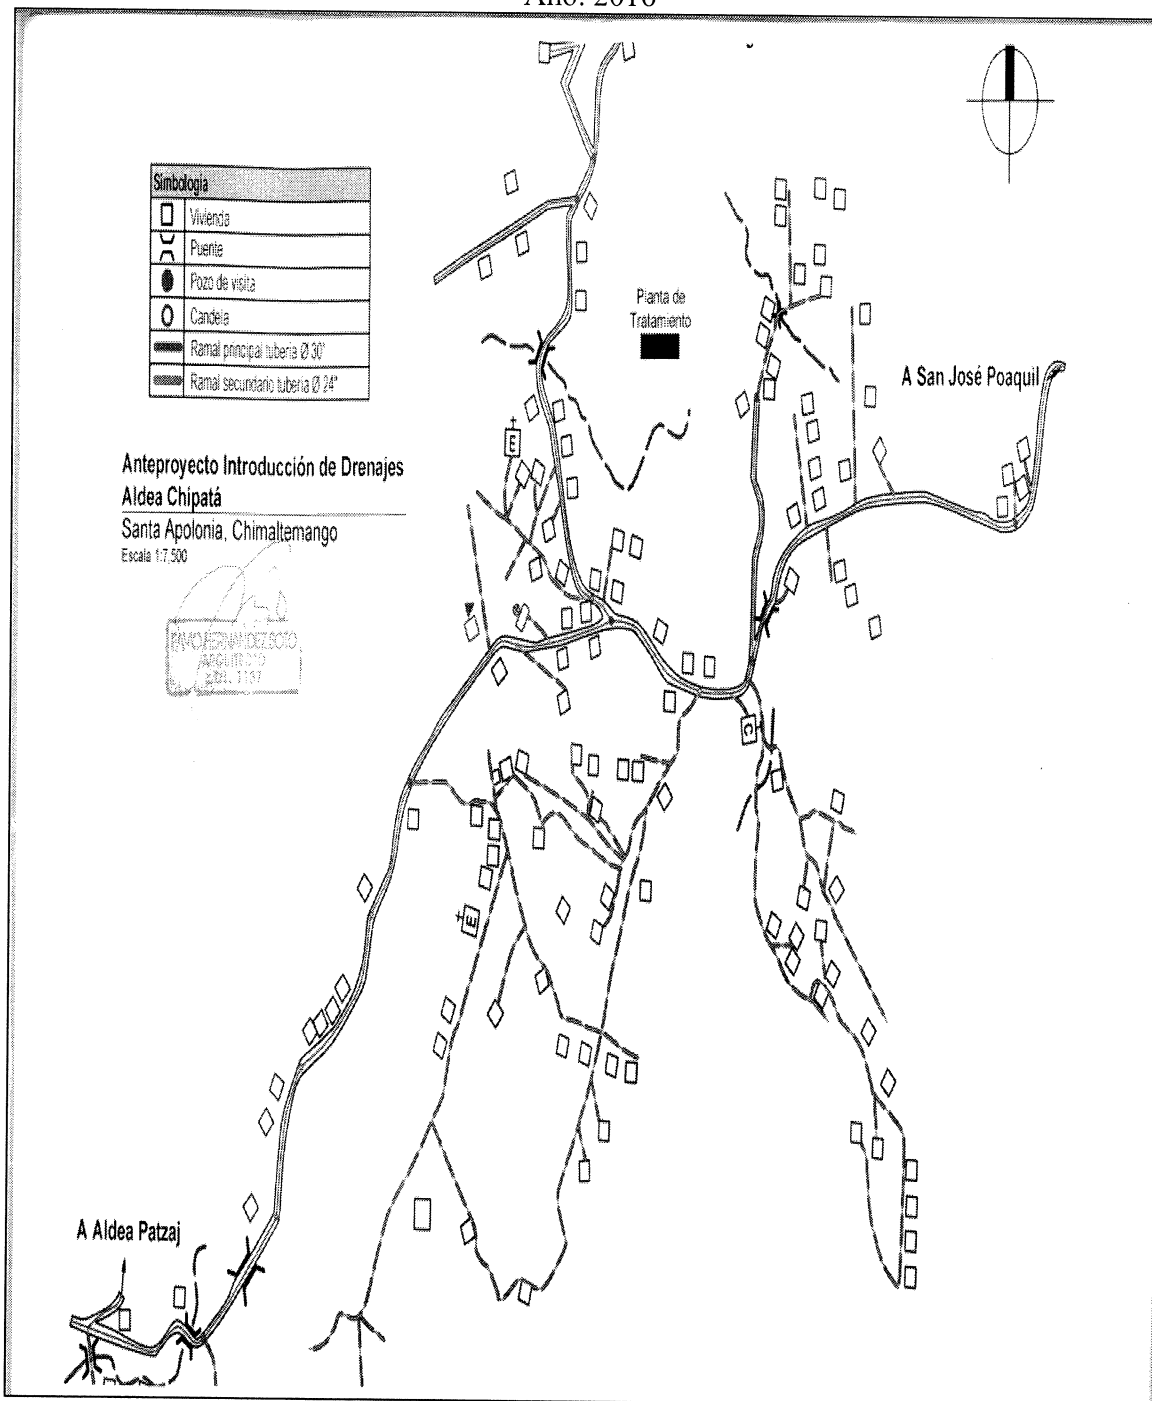 Año: 2016
Simbología
Vivienda
Puente
Pozo de visita
Candela
Ramal principal tubería Ø 30"
Ramal secundario tubería Ø 24"
Planta de
Tratamiento
A San José Poaquil
E
Anteproyecto Introducción de Drenajes
Aldea Chipatá
Santa Apolonia, Chimaltemango
Escala 1:7,500
ARQUITECTO
C
E
A Aldea Patzaj